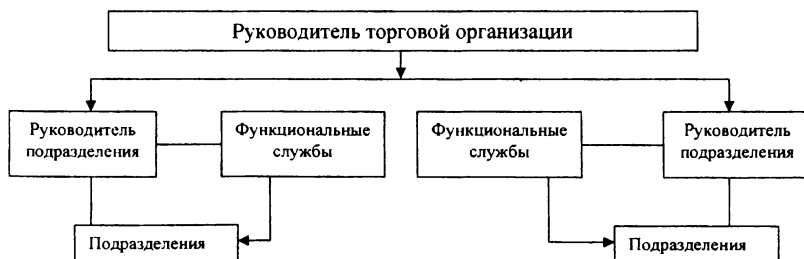 Руководитель торговой организации
Руководитель
подразделения
Функциональные
службы
Функциональные
службы
Руководитель
подразделения
Подразделения
Подразделения